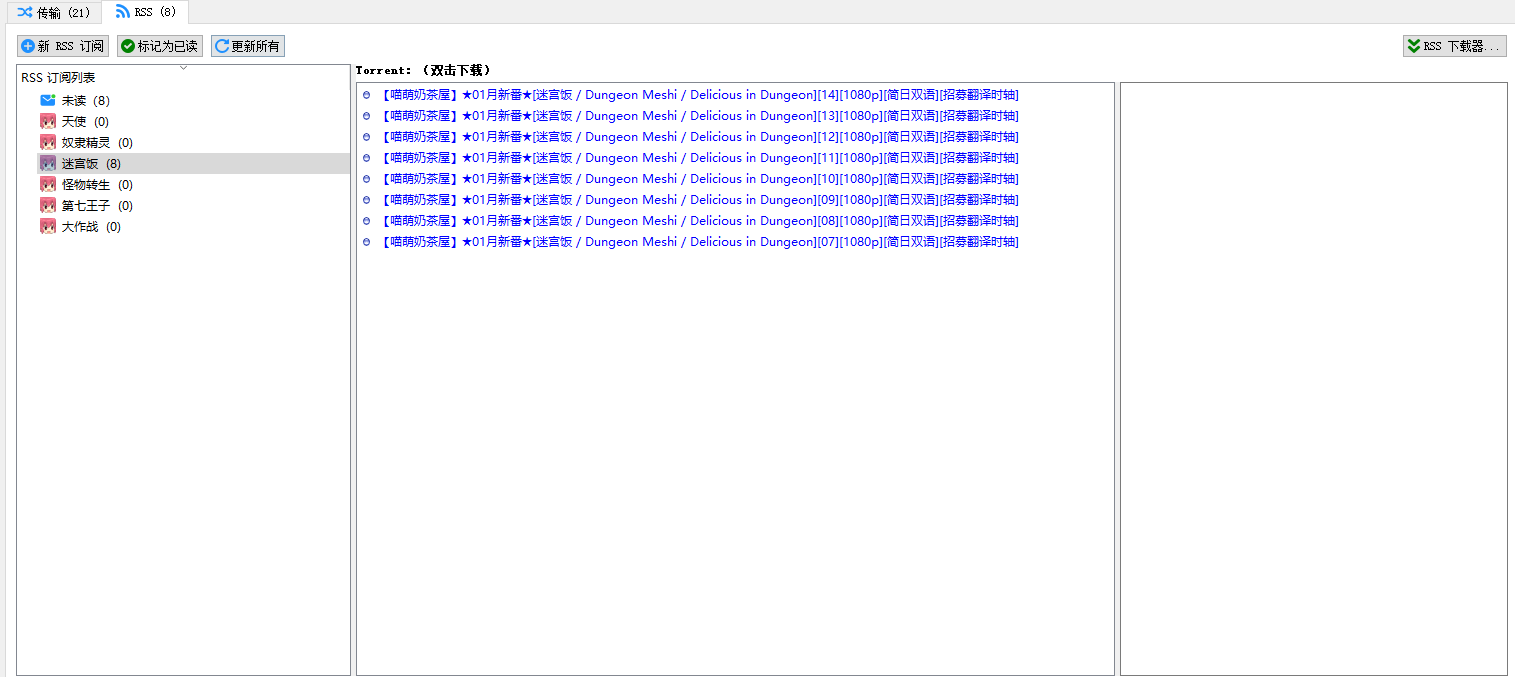 传输 (21)
RSS (8)
新 RSS 订阅
标记为已读
更新所有
RSS 下载器...
RSS 订阅列表
未读 (8)
天使 (0)
奴隶精灵 (0)
迷宫饭 (8)
怪物转生 (0)
第七王子 (0)
大作战 (0)
Torrent: （双击下载）
【喵萌奶茶屋】★01月新番★[迷宫饭 / Dungeon Meshi / Delicious in Dungeon][14][1080p][简日双语][招募翻译时轴]
【喵萌奶茶屋】★01月新番★[迷宫饭 / Dungeon Meshi / Delicious in Dungeon][13][1080p][简日双语][招募翻译时轴]
【喵萌奶茶屋】★01月新番★[迷宫饭 / Dungeon Meshi / Delicious in Dungeon][12][1080p][简日双语][招募翻译时轴]
【喵萌奶茶屋】★01月新番★[迷宫饭 / Dungeon Meshi / Delicious in Dungeon][11][1080p][简日双语][招募翻译时轴]
【喵萌奶茶屋】★01月新番★[迷宫饭 / Dungeon Meshi / Delicious in Dungeon][10][1080p][简日双语][招募翻译时轴]
【喵萌奶茶屋】★01月新番★[迷宫饭 / Dungeon Meshi / Delicious in Dungeon][09][1080p][简日双语][招募翻译时轴]
【喵萌奶茶屋】★01月新番★[迷宫饭 / Dungeon Meshi / Delicious in Dungeon][08][1080p][简日双语][招募翻译时轴]
【喵萌奶茶屋】★01月新番★[迷宫饭 / Dungeon Meshi / Delicious in Dungeon][07][1080p][简日双语][招募翻译时轴]